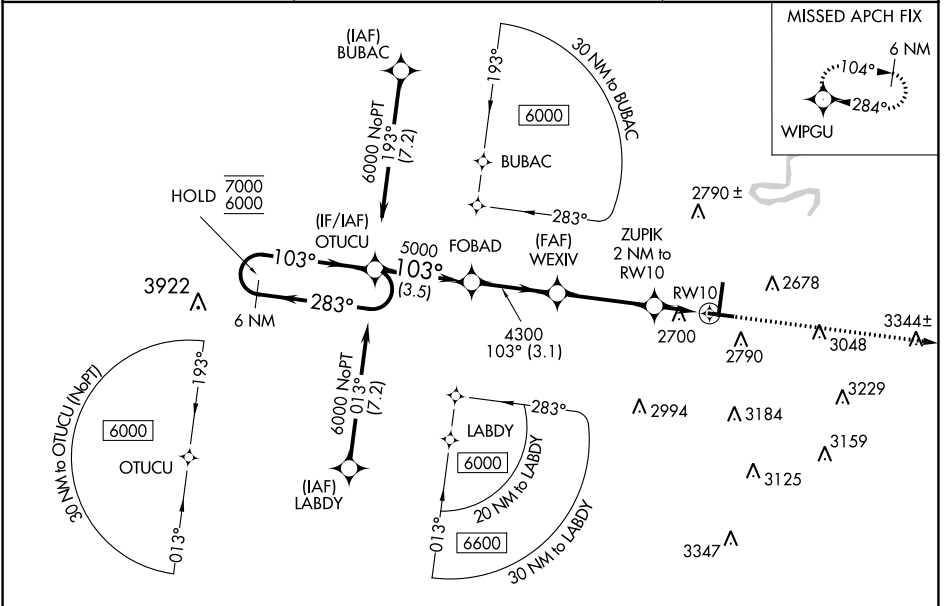 MISSED APCH FIX
6 NM
104°
284°
WIPGU
(IAF)
BUBAC
6000 NoPT
193°
(7.2)
30 NM to BUBAC
193°
6000
BUBAC
283°
2790 ±
HOLD
7000
6000
(IF/IAF)
OTUCU
103°
283°
6 NM
5000
103°
(3.5)
FOBAD
(FAF)
WEXIV
ZUPIK
2 NM to
RW10
RW10
2678
3922
4300
103° (3.1)
2700
2790
3048
3344±
30 NM to OTUCU (NoPT)
193°
6000
OTUCU
013°
6000 NoPT
013°
(7.2)
(IAF)
LABDY
283°
LABDY
6000
20 NM to LABDY
013°
6600
30 NM to LABDY
2994
3184
3229
3159
3125
3347